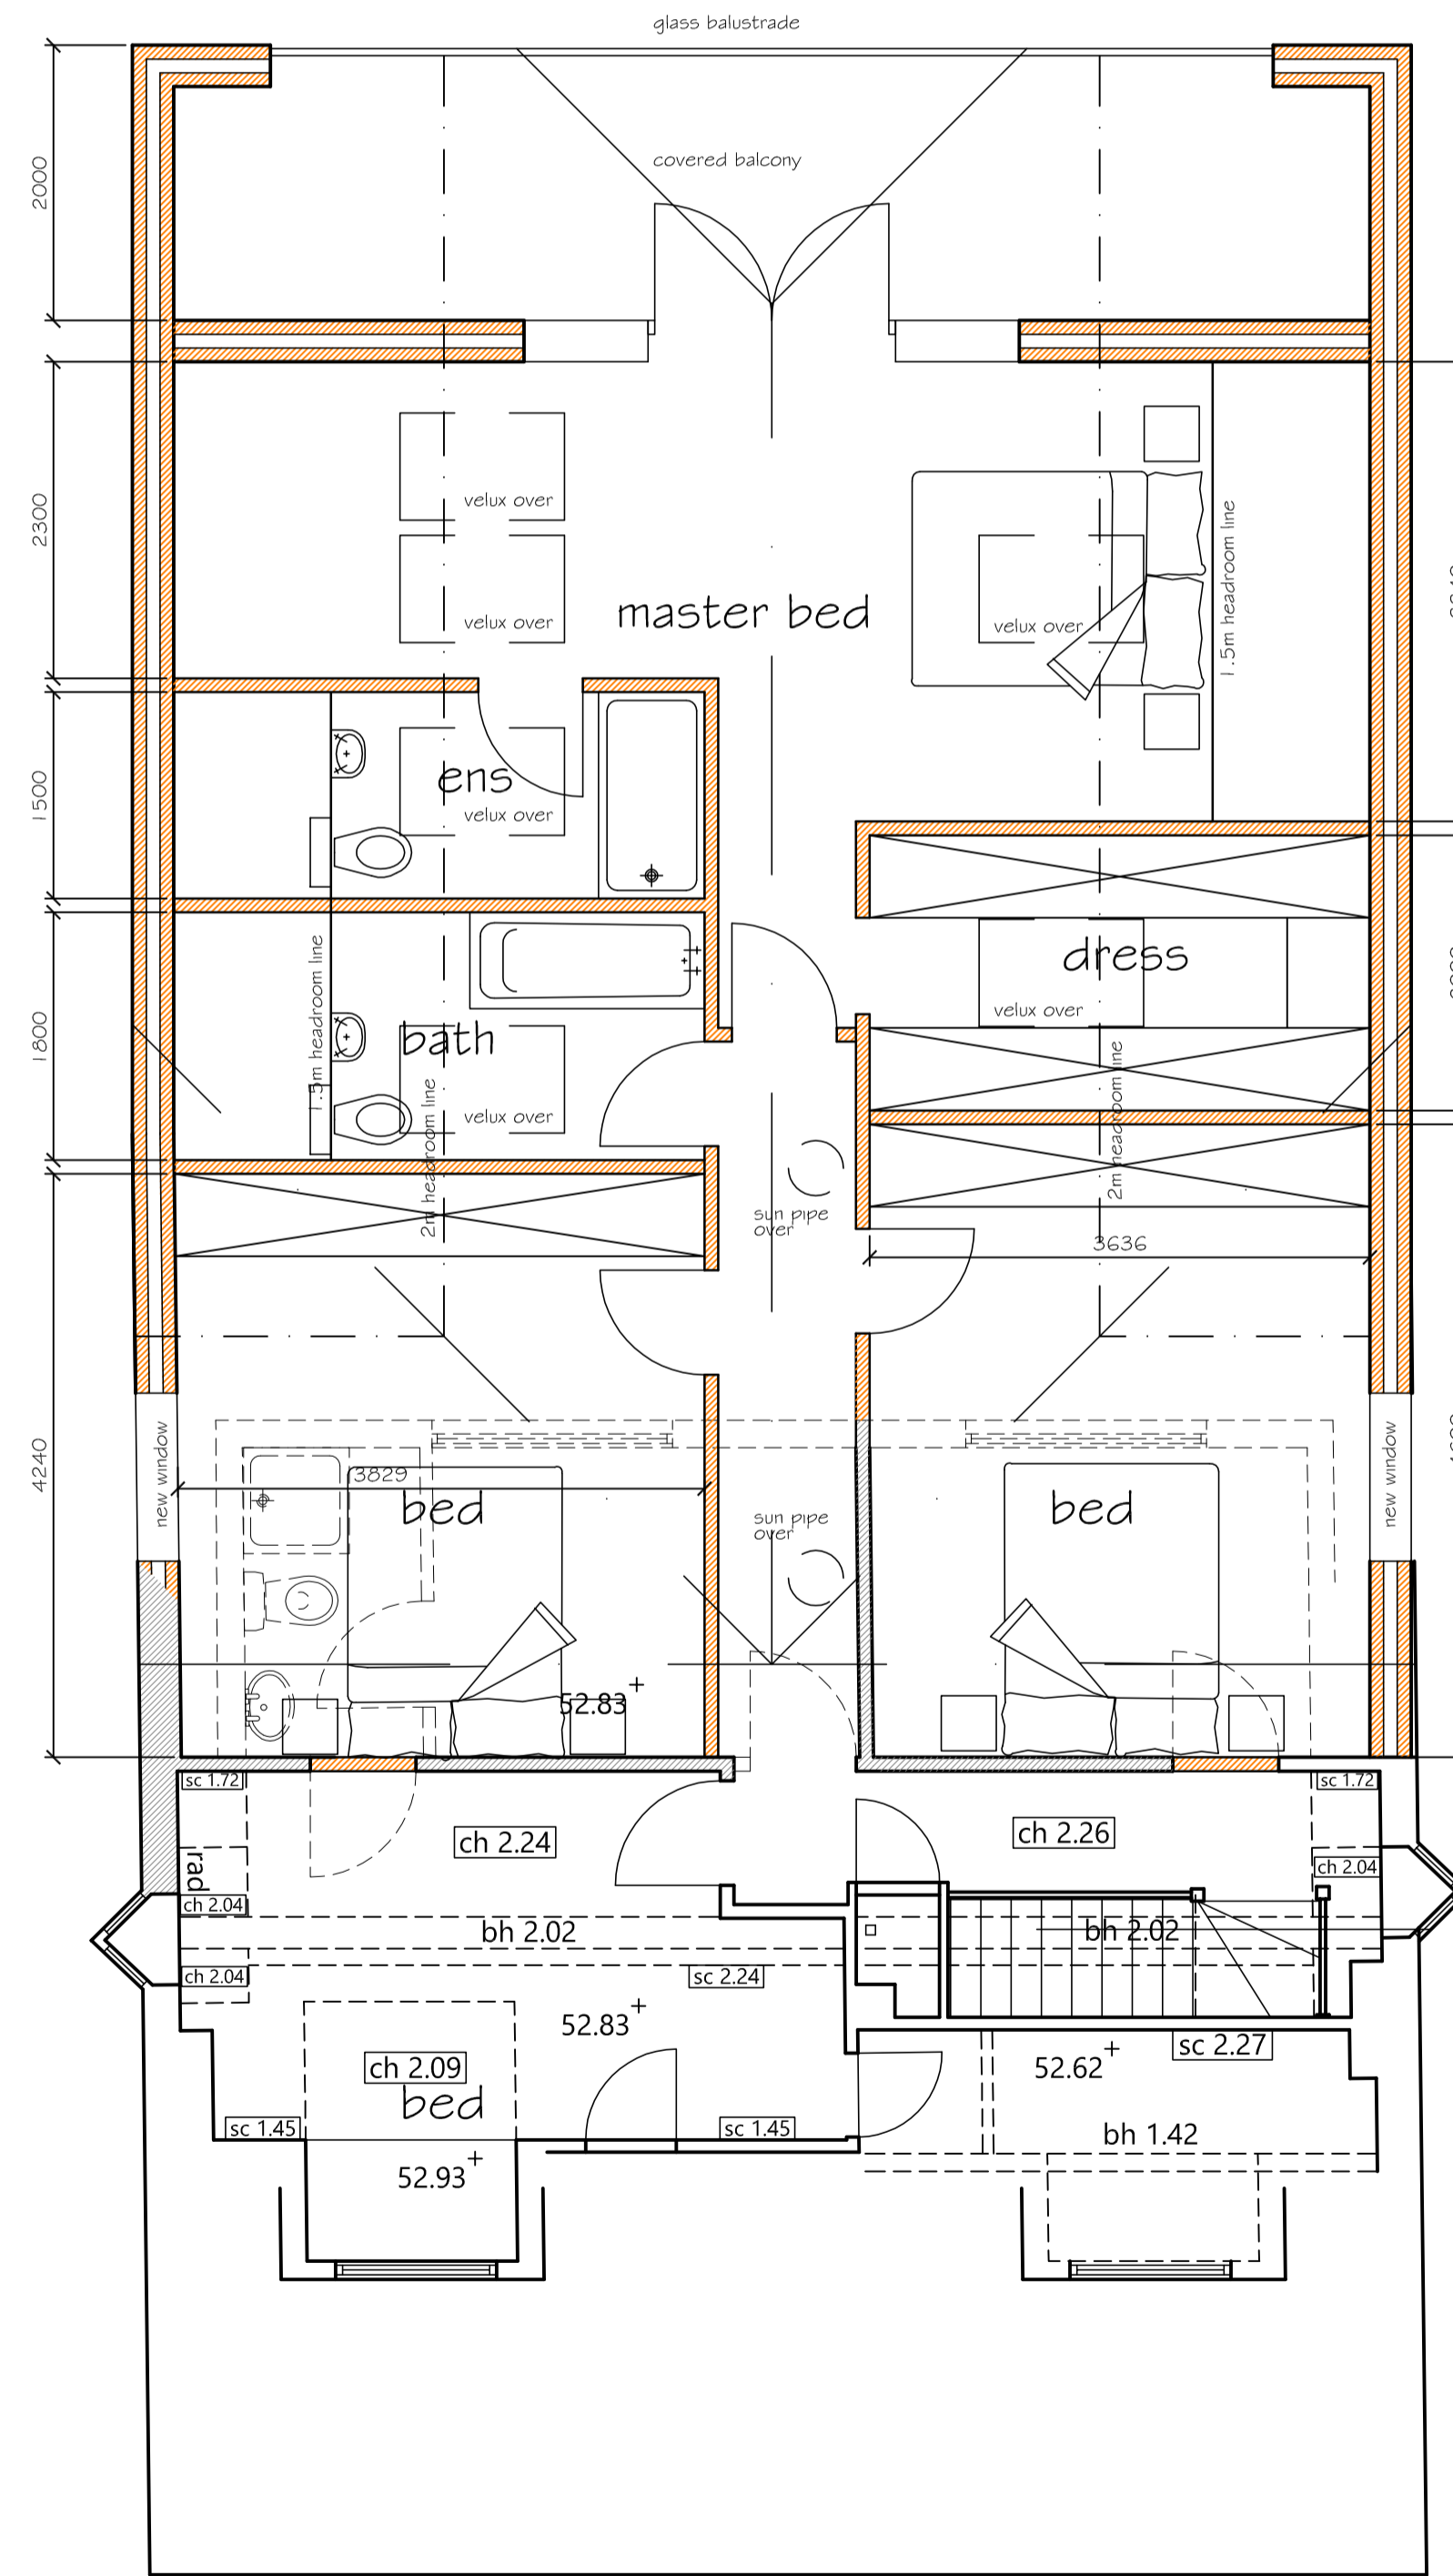 glass balustrade
covered balcony
2000
2300
velux over
velux over
master bed
velux over
1.5m headroom line
1500
ens
velux over
1800
1.5m headroom line
bath
velux over
2m headroom line
dress
velux over
2m headroom line
sun pipe
over
3636
4240
new window
3829
bed
sun pipe
over
bed
new window
52.83
sc 1.72
ch 2.24
ch 2.26
sc 1.72
rad
ch 2.04
ch 2.04
bh 2.02
bh 2.02
ch 2.04
sc 2.24
52.83
ch 2.09
bed
52.62
sc 2.27
sc 1.45
sc 1.45
bh 1.42
52.93